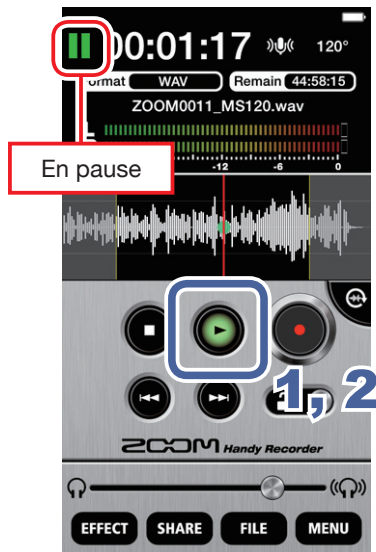 00:01:17 120°
Format WAV Remain 44:58:15
ZOOM0011_MS120.wav
-12 -6 0
En pause
1, 2
ZOOM Handy Recorder
EFFECT SHARE FILE MENU